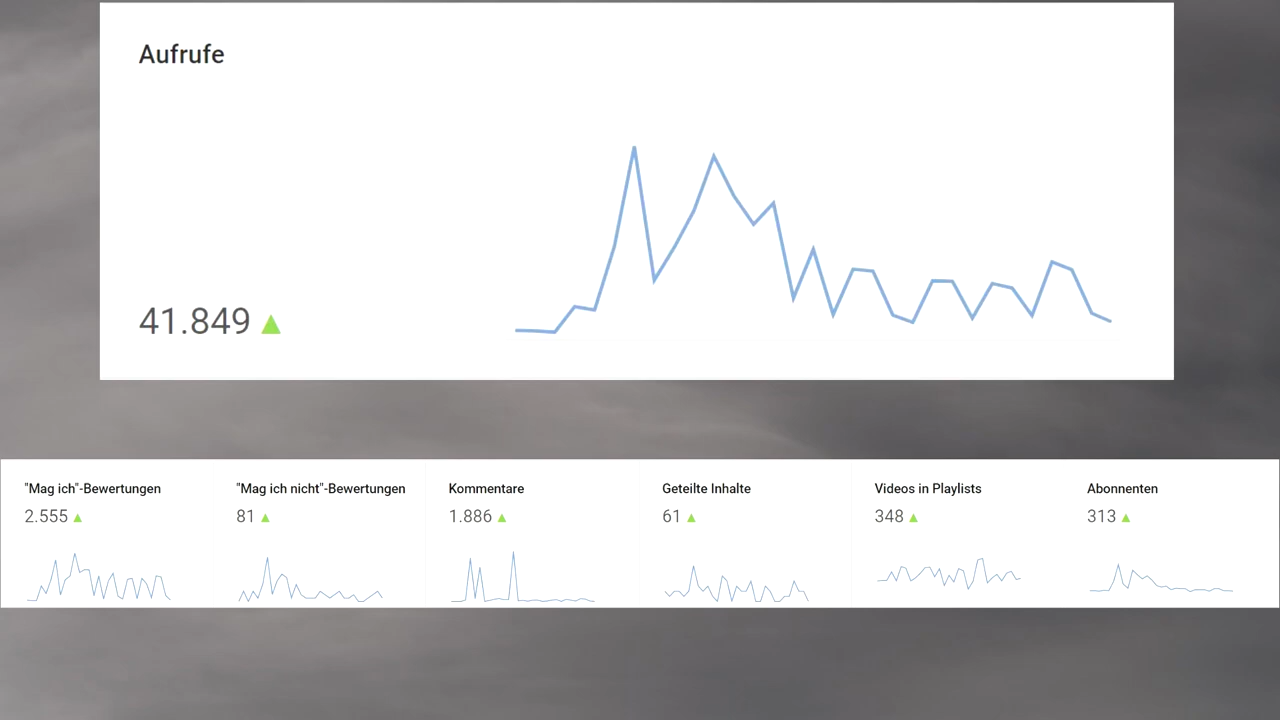 Aufrufe
41.849
"Mag ich"-Bewertungen
2.555
"Mag ich nicht"-Bewertungen
81
Kommentare
1.886
Geteilte Inhalte
61
Videos in Playlists
348
Abonnenten
313